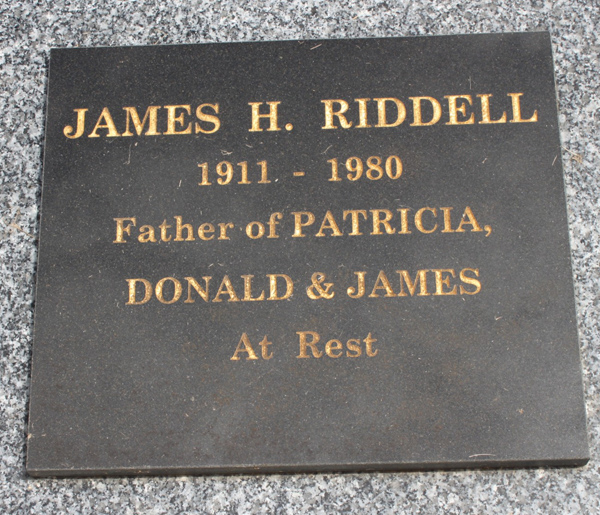 JAMES H. RIDDELL
1911 - 1980
Father of PATRICIA,
DONALD & JAMES
At Rest